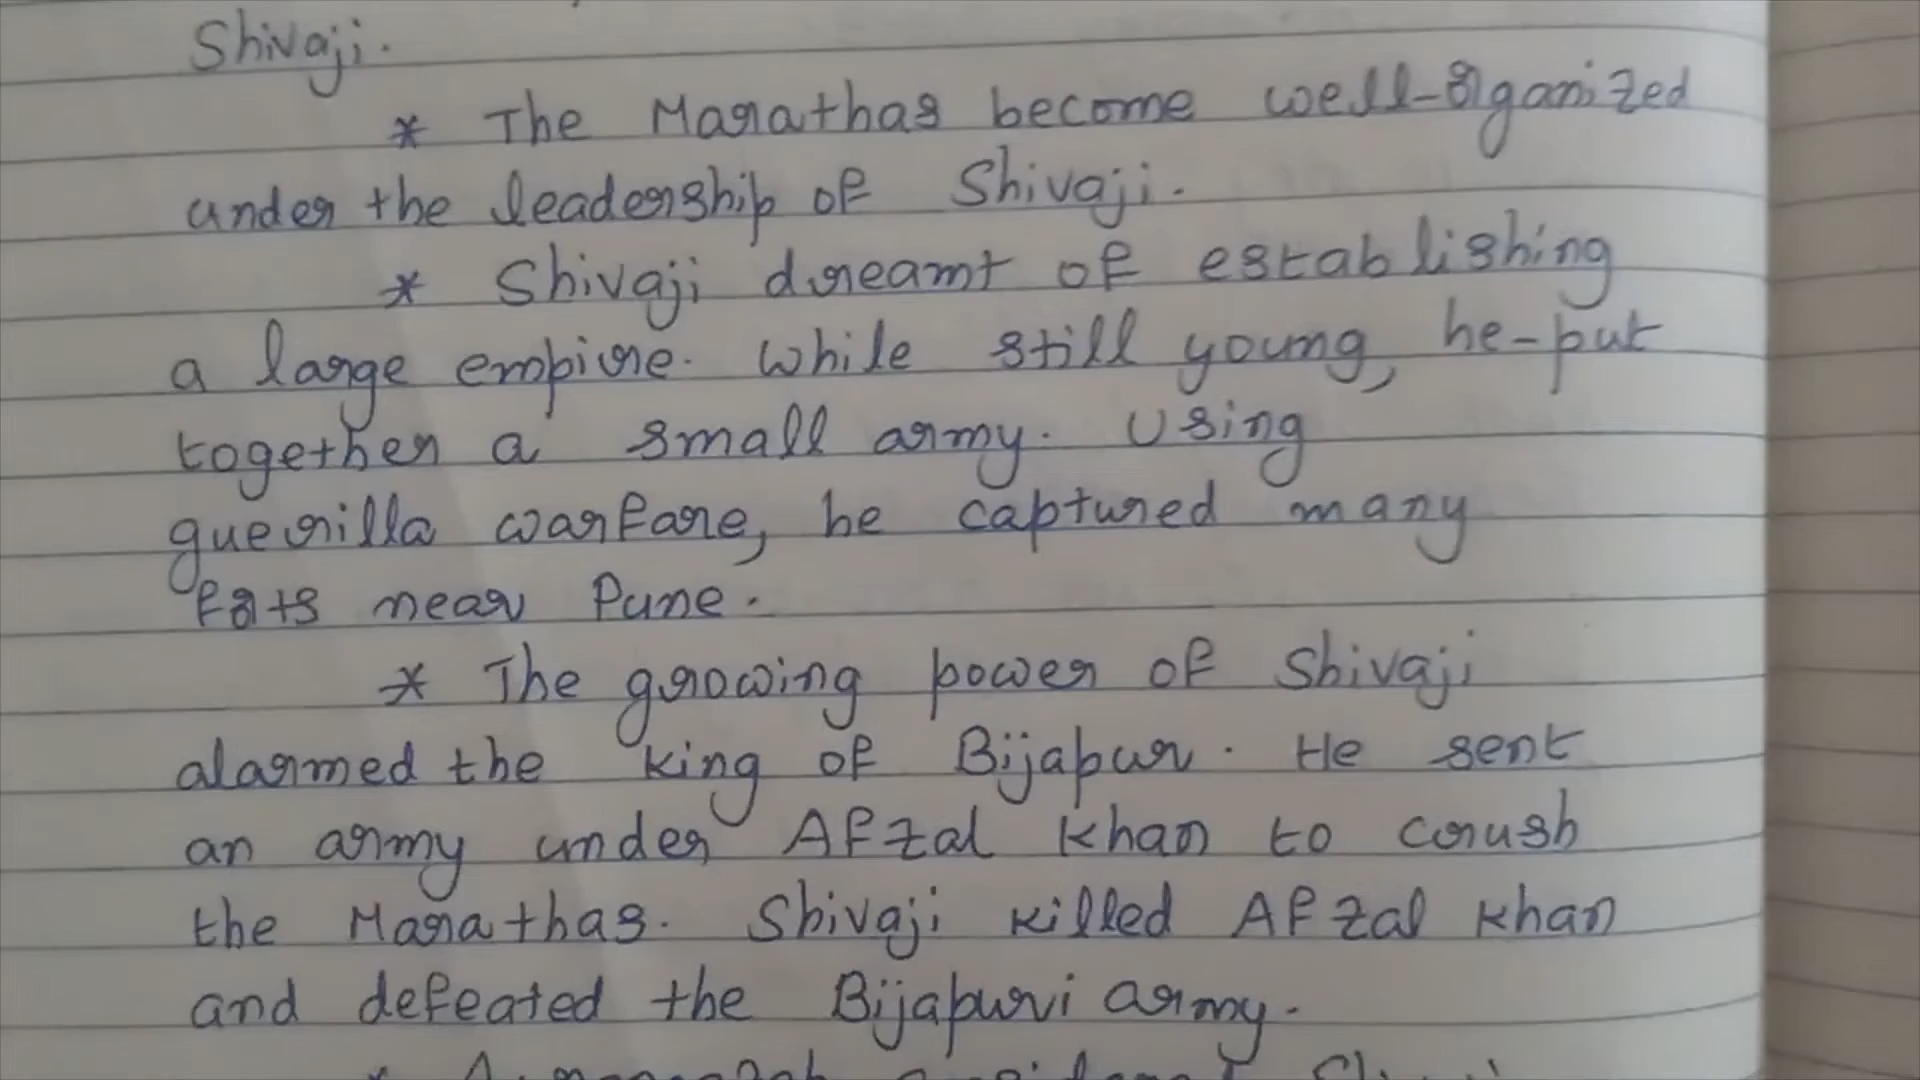 Shivaji.
* The Marathas become well-organized
under the leadership of Shivaji.
* Shivaji dreamt of establishing
a large empire. While still young, he-put
together a small army. Using
guerilla warfare, he captured many
forts near Pune.
* The growing power of Shivaji
alarmed the king of Bijapur. He sent
an army under Afzal Khan to crush
the Marathas. Shivaji killed Afzal Khan
and defeated the Bijapuri army.
*